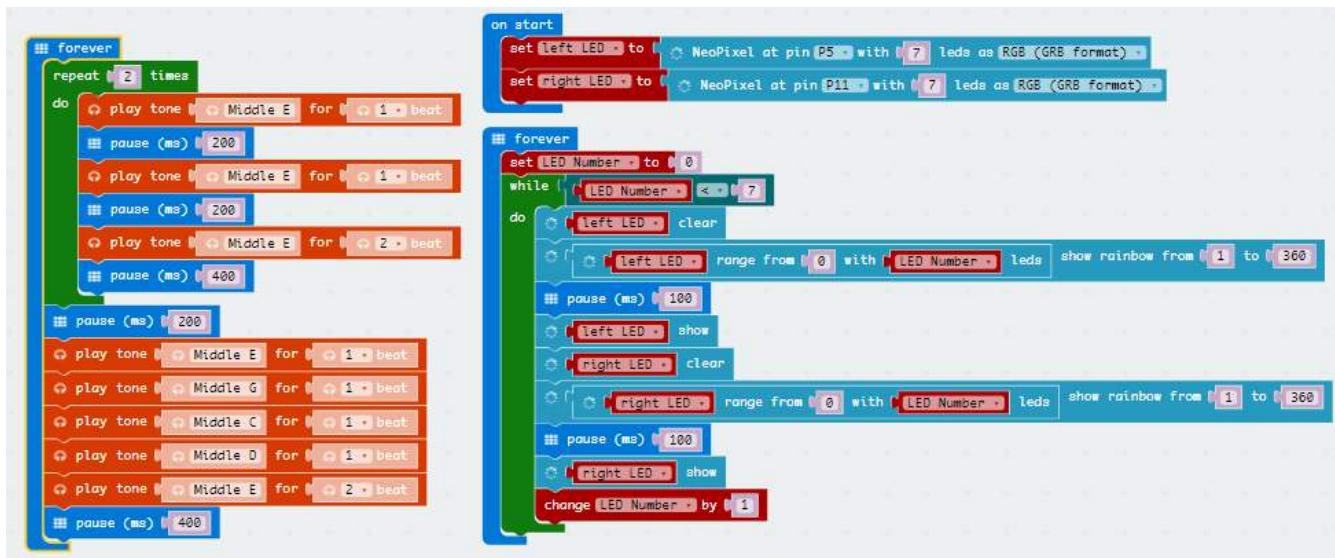 forever
repeat 2 times
do
play tone Middle E for 1 beat
pause (ms) 200
play tone Middle E for 1 beat
pause (ms) 200
play tone Middle E for 2 beat
pause (ms) 400
pause (ms) 200
play tone Middle E for 1 beat
play tone Middle G for 1 beat
play tone Middle C for 1 beat
play tone Middle D for 1 beat
play tone Middle E for 2 beat
pause (ms) 400
on start
set left LED to NeoPixel at pin P5 with 7 leds as RGB (GRB format)
set right LED to NeoPixel at pin P11 with 7 leds as RGB (GRB format)
forever
set LED Number to 0
while LED Number < 7
do
left LED clear
left LED range from 0 with LED Number leds show rainbow from 1 to 360
pause (ms) 100
left LED show
right LED clear
right LED range from 0 with LED Number leds show rainbow from 1 to 360
pause (ms) 100
right LED show
change LED Number by 1